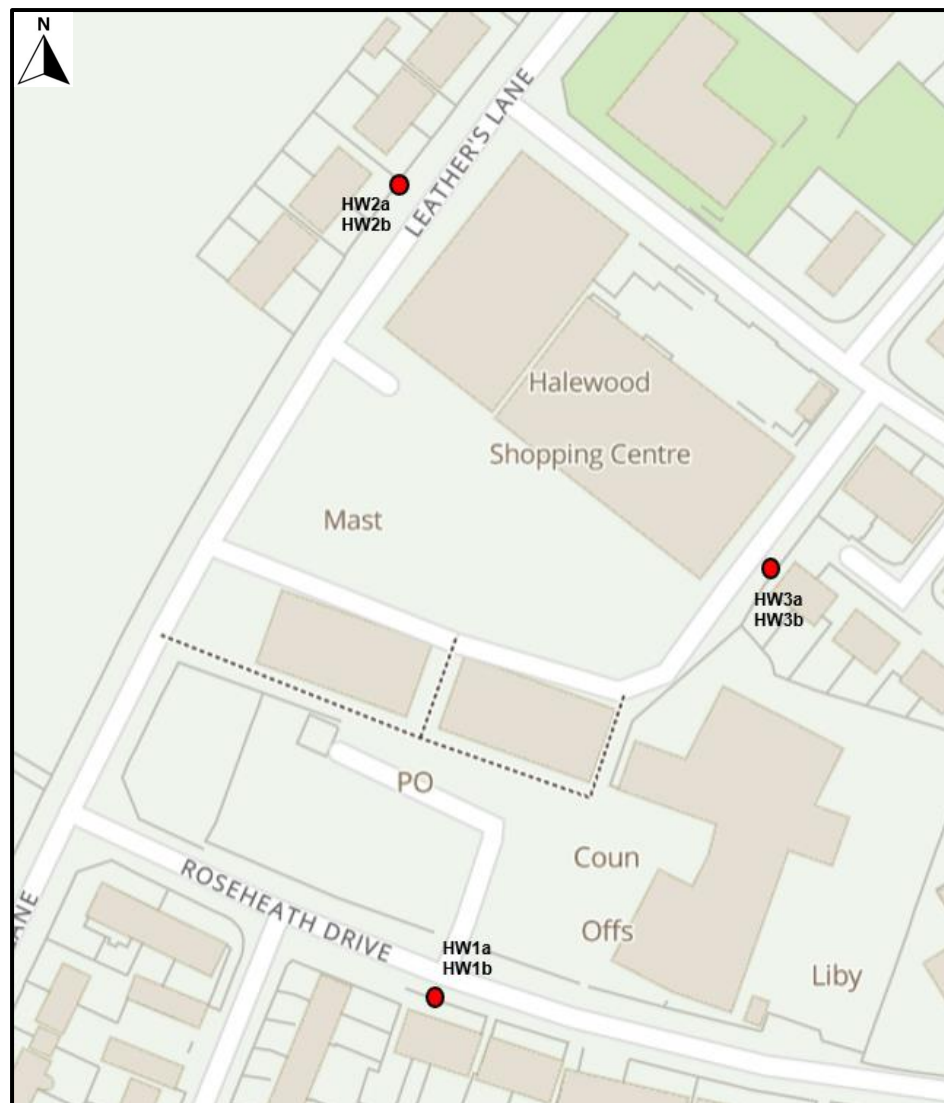 N
LEATHER'S LANE
HW2a
HW2b
Halewood
Shopping Centre
Mast
HW3a
HW3b
PO
Coun
Offs
ROSEHEATH DRIVE
LANE
HW1a
HW1b
Liby